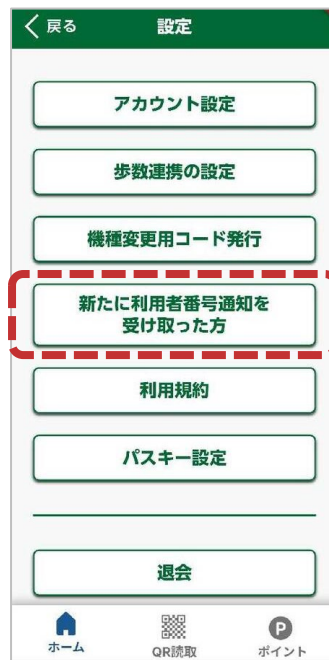 戻る 設定
アカウント設定
歩数連携の設定
機種変更用コード発行
新たに利用者番号通知を
受け取った方
利用規約
パスキー設定
退会
P
ホーム QR読取 ポイント